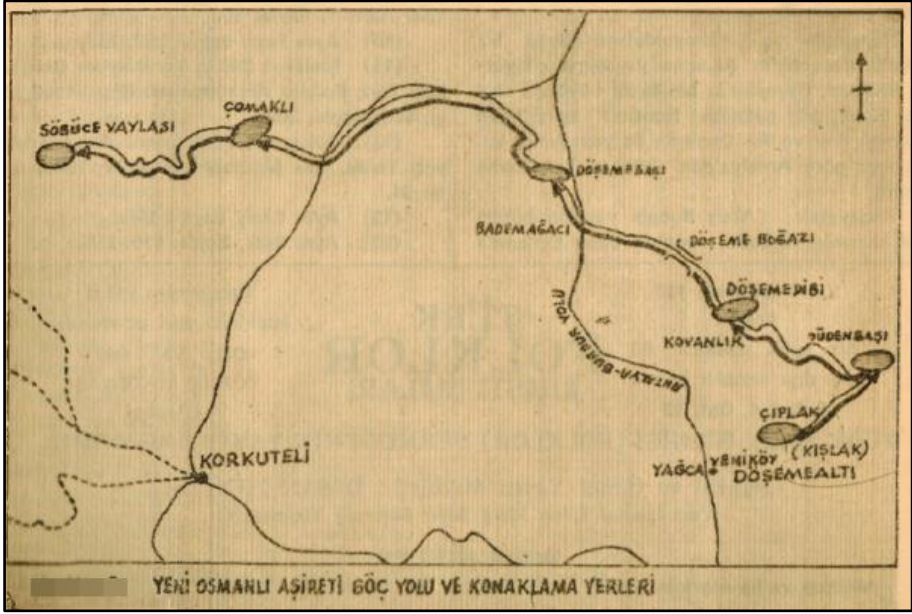 SÖBÜCE YAYLASI
ÇOMAKLI
DÖŞEMEBAŞI
BADEMAĞACI
DÖŞEME BOĞAZI
DÖŞEMEDİBİ
KOVANLIK
DÜDENBAŞI
ANTALYA-BURDUR YOLU
ÇIPLAK
(KIŞLAK)
KORKUTELİ
YAĞCA
YENİKÖY
DÖŞEMEALTI
YENİ OSMANLI AŞİRETİ GÖÇ YOLU VE KONAKLAMA YERLERİ